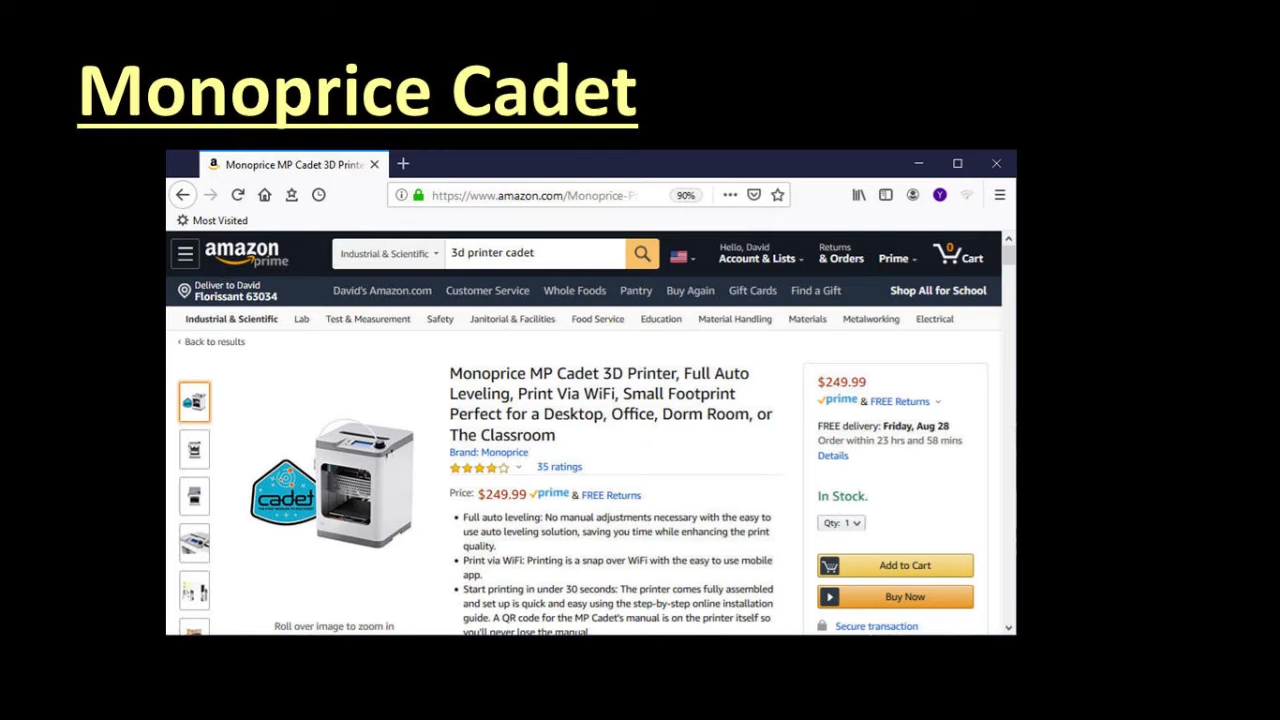 Monoprice Cadet
Monoprice MP Cadet 3D Printe
https://www.amazon.com/Monoprice-P
90%
Y
Most Visited
amazon
prime
Industrial & Scientific
3d printer cadet
Hello, David
Account & Lists
Returns
& Orders
Prime
0
Cart
Deliver to David
Florissant 63034
David's Amazon.com
Customer Service
Whole Foods
Pantry
Buy Again
Gift Cards
Find a Gift
Shop All for School
Industrial & Scientific
Lab
Test & Measurement
Safety
Janitorial & Facilities
Food Service
Education
Material Handling
Materials
Metalworking
Electrical
‹ Back to results
cadet
Roll over image to zoom in
Monoprice MP Cadet 3D Printer, Full Auto
Leveling, Print Via WiFi, Small Footprint
Perfect for a Desktop, Office, Dorm Room, or
The Classroom
Brand: Monoprice
35 ratings
Price: $249.99 prime & FREE Returns
• Full auto leveling: No manual adjustments necessary with the easy to
use auto leveling solution, saving you time while enhancing the print
quality.
• Print via WiFi: Printing is a snap over WiFi with the easy to use mobile
app.
• Start printing in under 30 seconds: The printer comes fully assembled
and set up is quick and easy using the step-by-step online installation
guide. A QR code for the MP Cadet's manual is on the printer itself so
you'll never lose the manual
$249.99
prime & FREE Returns
FREE delivery: Friday, Aug 28
Order within 23 hrs and 58 mins
Details
In Stock.
Qty: 1
Add to Cart
Buy Now
Secure transaction